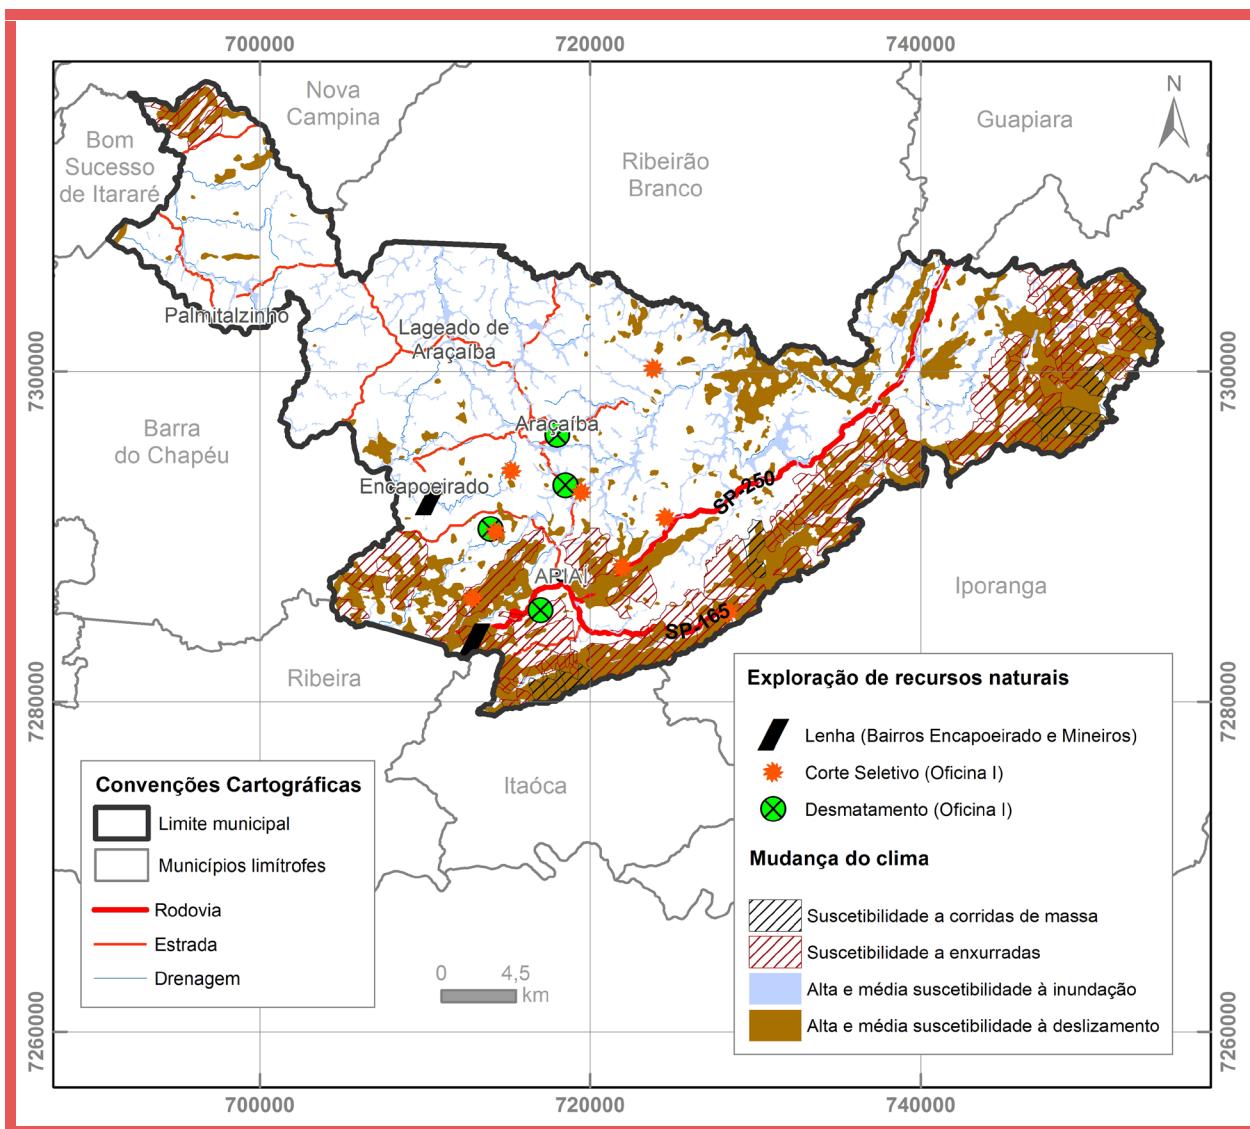 700000
720000
740000
Nova
Campina
N
Guapiara
Bom
Sucesso
de Itararé
Ribeirão
Branco
Palmitalzinho
Lageado de
Araçaíba
7300000
7300000
Barra
do Chapéu
Araçaíba
Encapoeirado
SP-250
APIAÍ
Iporanga
SP-165
Ribeira
7280000
7280000
Itaóca
Exploração de recursos naturais
Lenha (Bairros Encapoeirado e Mineiros)
Corte Seletivo (Oficina I)
Desmatamento (Oficina I)
Mudança do clima
Suscetibilidade a corridas de massa
Suscetibilidade a enxurradas
Alta e média suscetibilidade à inundação
Alta e média suscetibilidade à deslizamento
Convenções Cartográficas
Limite municipal
Municípios limítrofes
Rodovia
Estrada
Drenagem
0 4,5
km
7260000
7260000
700000
720000
740000